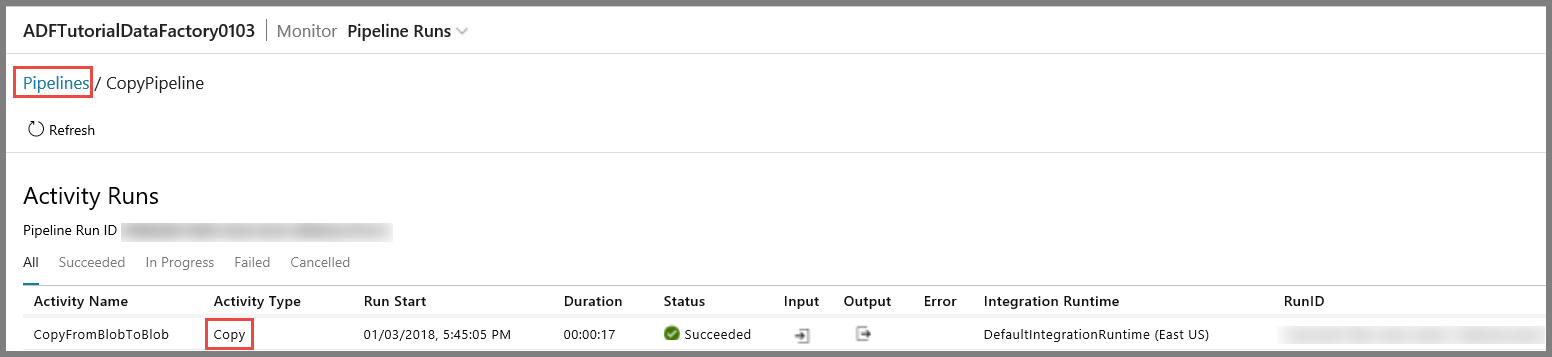 ADFTutorialDataFactory0103 Monitor Pipeline Runs
Pipelines / CopyPipeline
Refresh
Activity Runs
Pipeline Run ID
All Succeeded In Progress Failed Cancelled
Activity Name Activity Type Run Start Duration Status Input Output Error Integration Runtime RunID
CopyFromBlobToBlob Copy 01/03/2018, 5:45:05 PM 00:00:17 Succeeded DefaultIntegrationRuntime (East US)